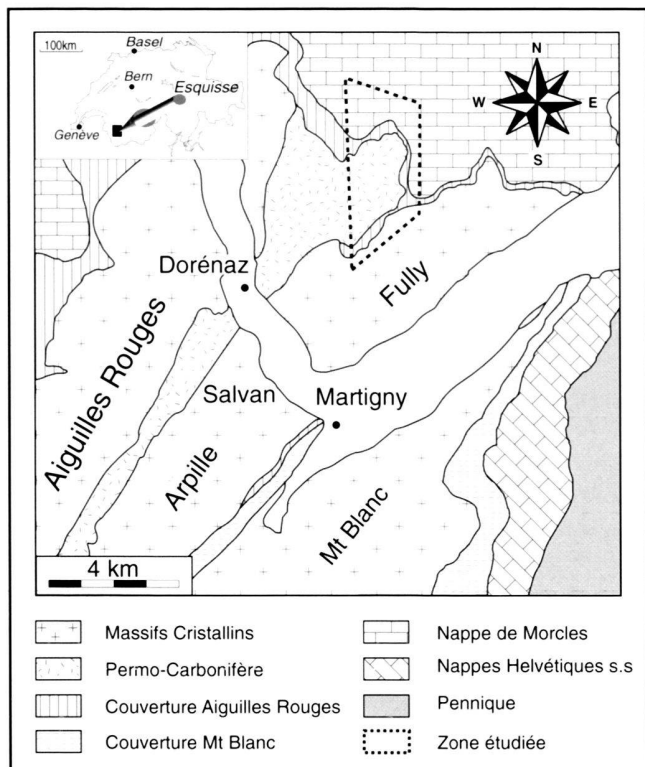 100km
Basel
Bern
Esquisse
Genève
N
W E
S
Dorénaz
Fully
Aiguilles Rouges
Salvan
Martigny
Arpille
Mt Blanc
4 km
Massifs Cristallins
Permo-Carbonifère
Couverture Aiguilles Rouges
Couverture Mt Blanc
Nappe de Morcles
Nappes Helvétiques s.s
Pennique
Zone étudiée